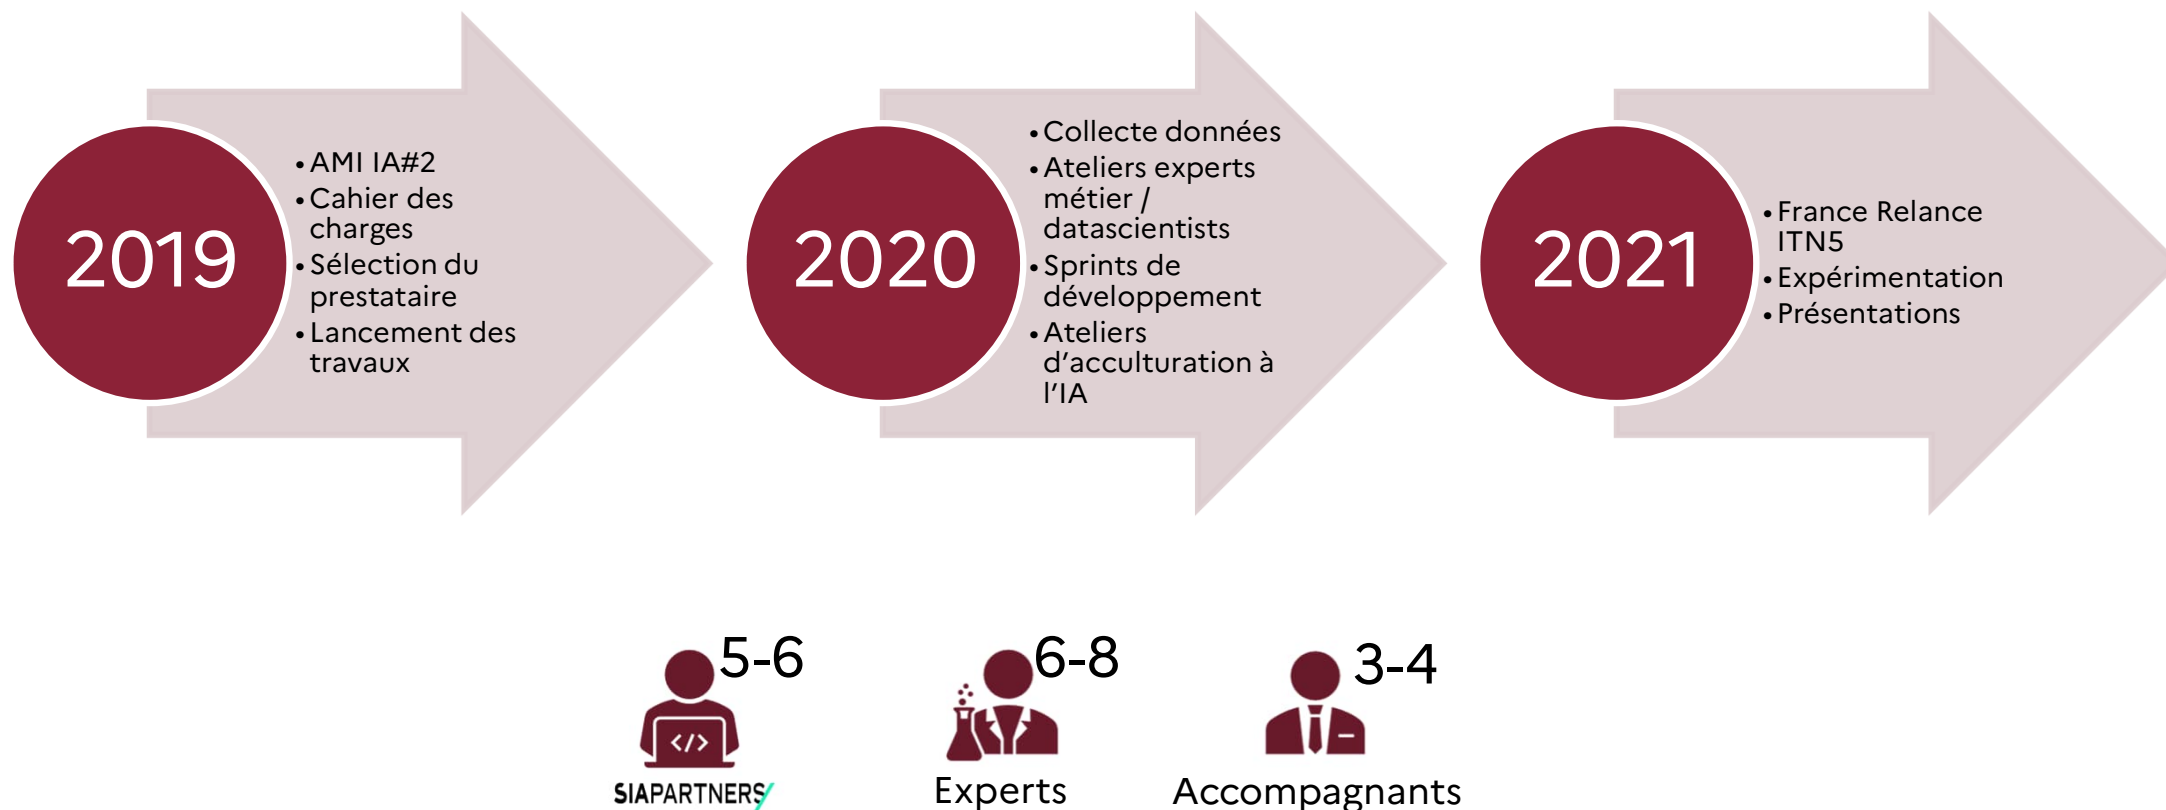 2019
• AMI IA#2
• Cahier des
charges
• Sélection du
prestataire
• Lancement des
travaux
2020
• Collecte données
• Ateliers experts
métier /
datascientists
• Sprints de
développement
• Ateliers
d’acculturation à
l’IA
2021
• France Relance
ITN5
• Expérimentation
• Présentations
5-6
</>
SIAPARTNERS
6-8
Experts
3-4
Accompagnants